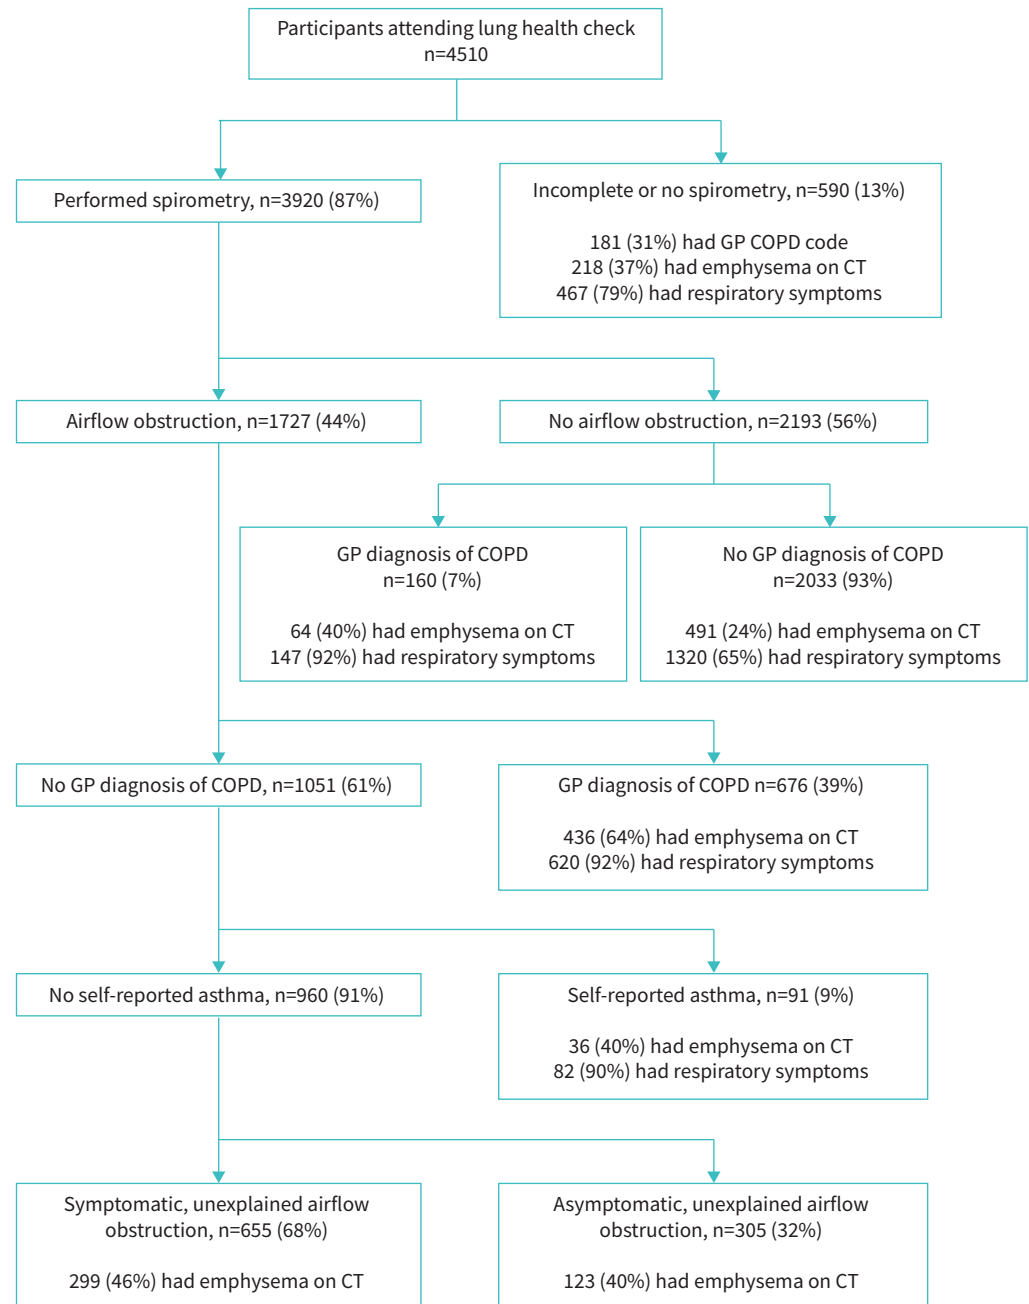 Participants attending lung health check
n=4510
Performed spirometry, n=3920 (87%)
Incomplete or no spirometry, n=590 (13%)
181 (31%) had GP COPD code
218 (37%) had emphysema on CT
467 (79%) had respiratory symptoms
Airflow obstruction, n=1727 (44%)
No airflow obstruction, n=2193 (56%)
GP diagnosis of COPD
n=160 (7%)
64 (40%) had emphysema on CT
147 (92%) had respiratory symptoms
No GP diagnosis of COPD
n=2033 (93%)
491 (24%) had emphysema on CT
1320 (65%) had respiratory symptoms
No GP diagnosis of COPD, n=1051 (61%)
GP diagnosis of COPD n=676 (39%)
436 (64%) had emphysema on CT
620 (92%) had respiratory symptoms
No self-reported asthma, n=960 (91%)
Self-reported asthma, n=91 (9%)
36 (40%) had emphysema on CT
82 (90%) had respiratory symptoms
Symptomatic, unexplained airflow
obstruction, n=655 (68%)
299 (46%) had emphysema on CT
Asymptomatic, unexplained airflow
obstruction, n=305 (32%)
123 (40%) had emphysema on CT